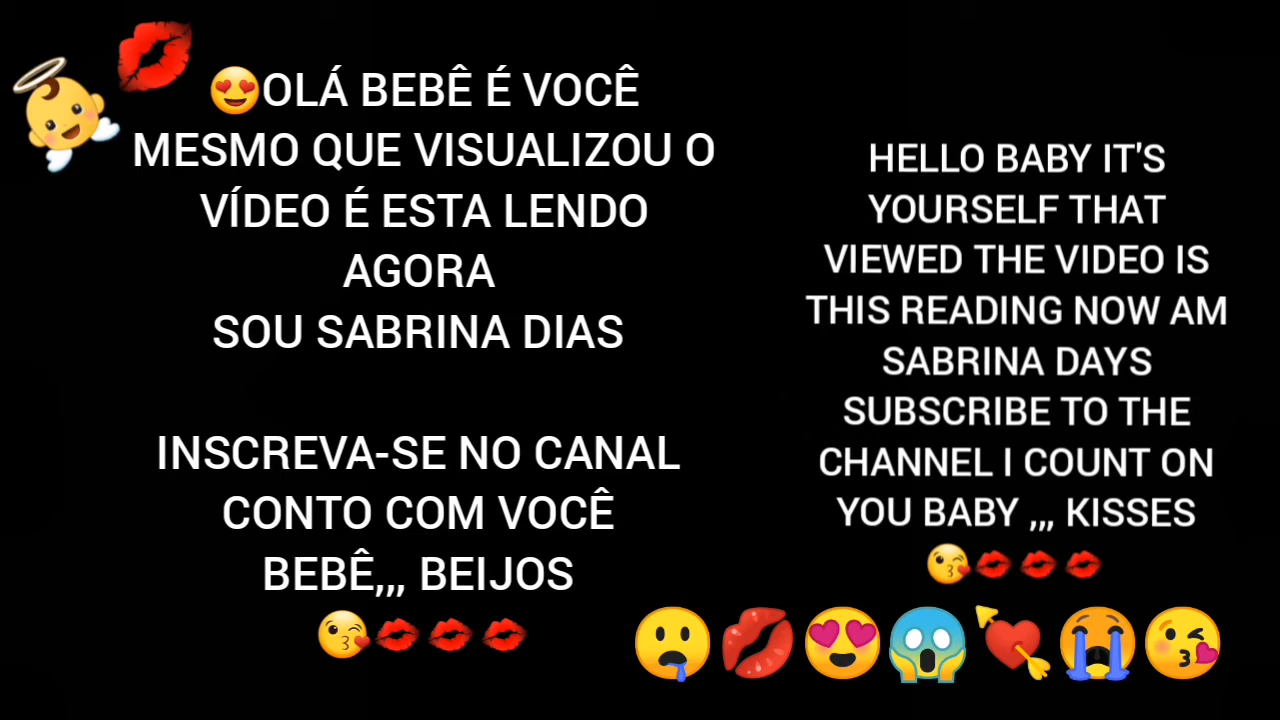 😍OLÁ BEBÊ É VOCÊ
MESMO QUE VISUALIZOU O
VÍDEO É ESTA LENDO
AGORA
SOU SABRINA DIAS
INSCREVA-SE NO CANAL
CONTO COM VOCÊ
BEBÊ,,, BEIJOS
😘💋💋💋
HELLO BABY IT'S
YOURSELF THAT
VIEWED THE VIDEO IS
THIS READING NOW AM
SABRINA DAYS
SUBSCRIBE TO THE
CHANNEL I COUNT ON
YOU BABY ,,, KISSES
😘💋💋💋